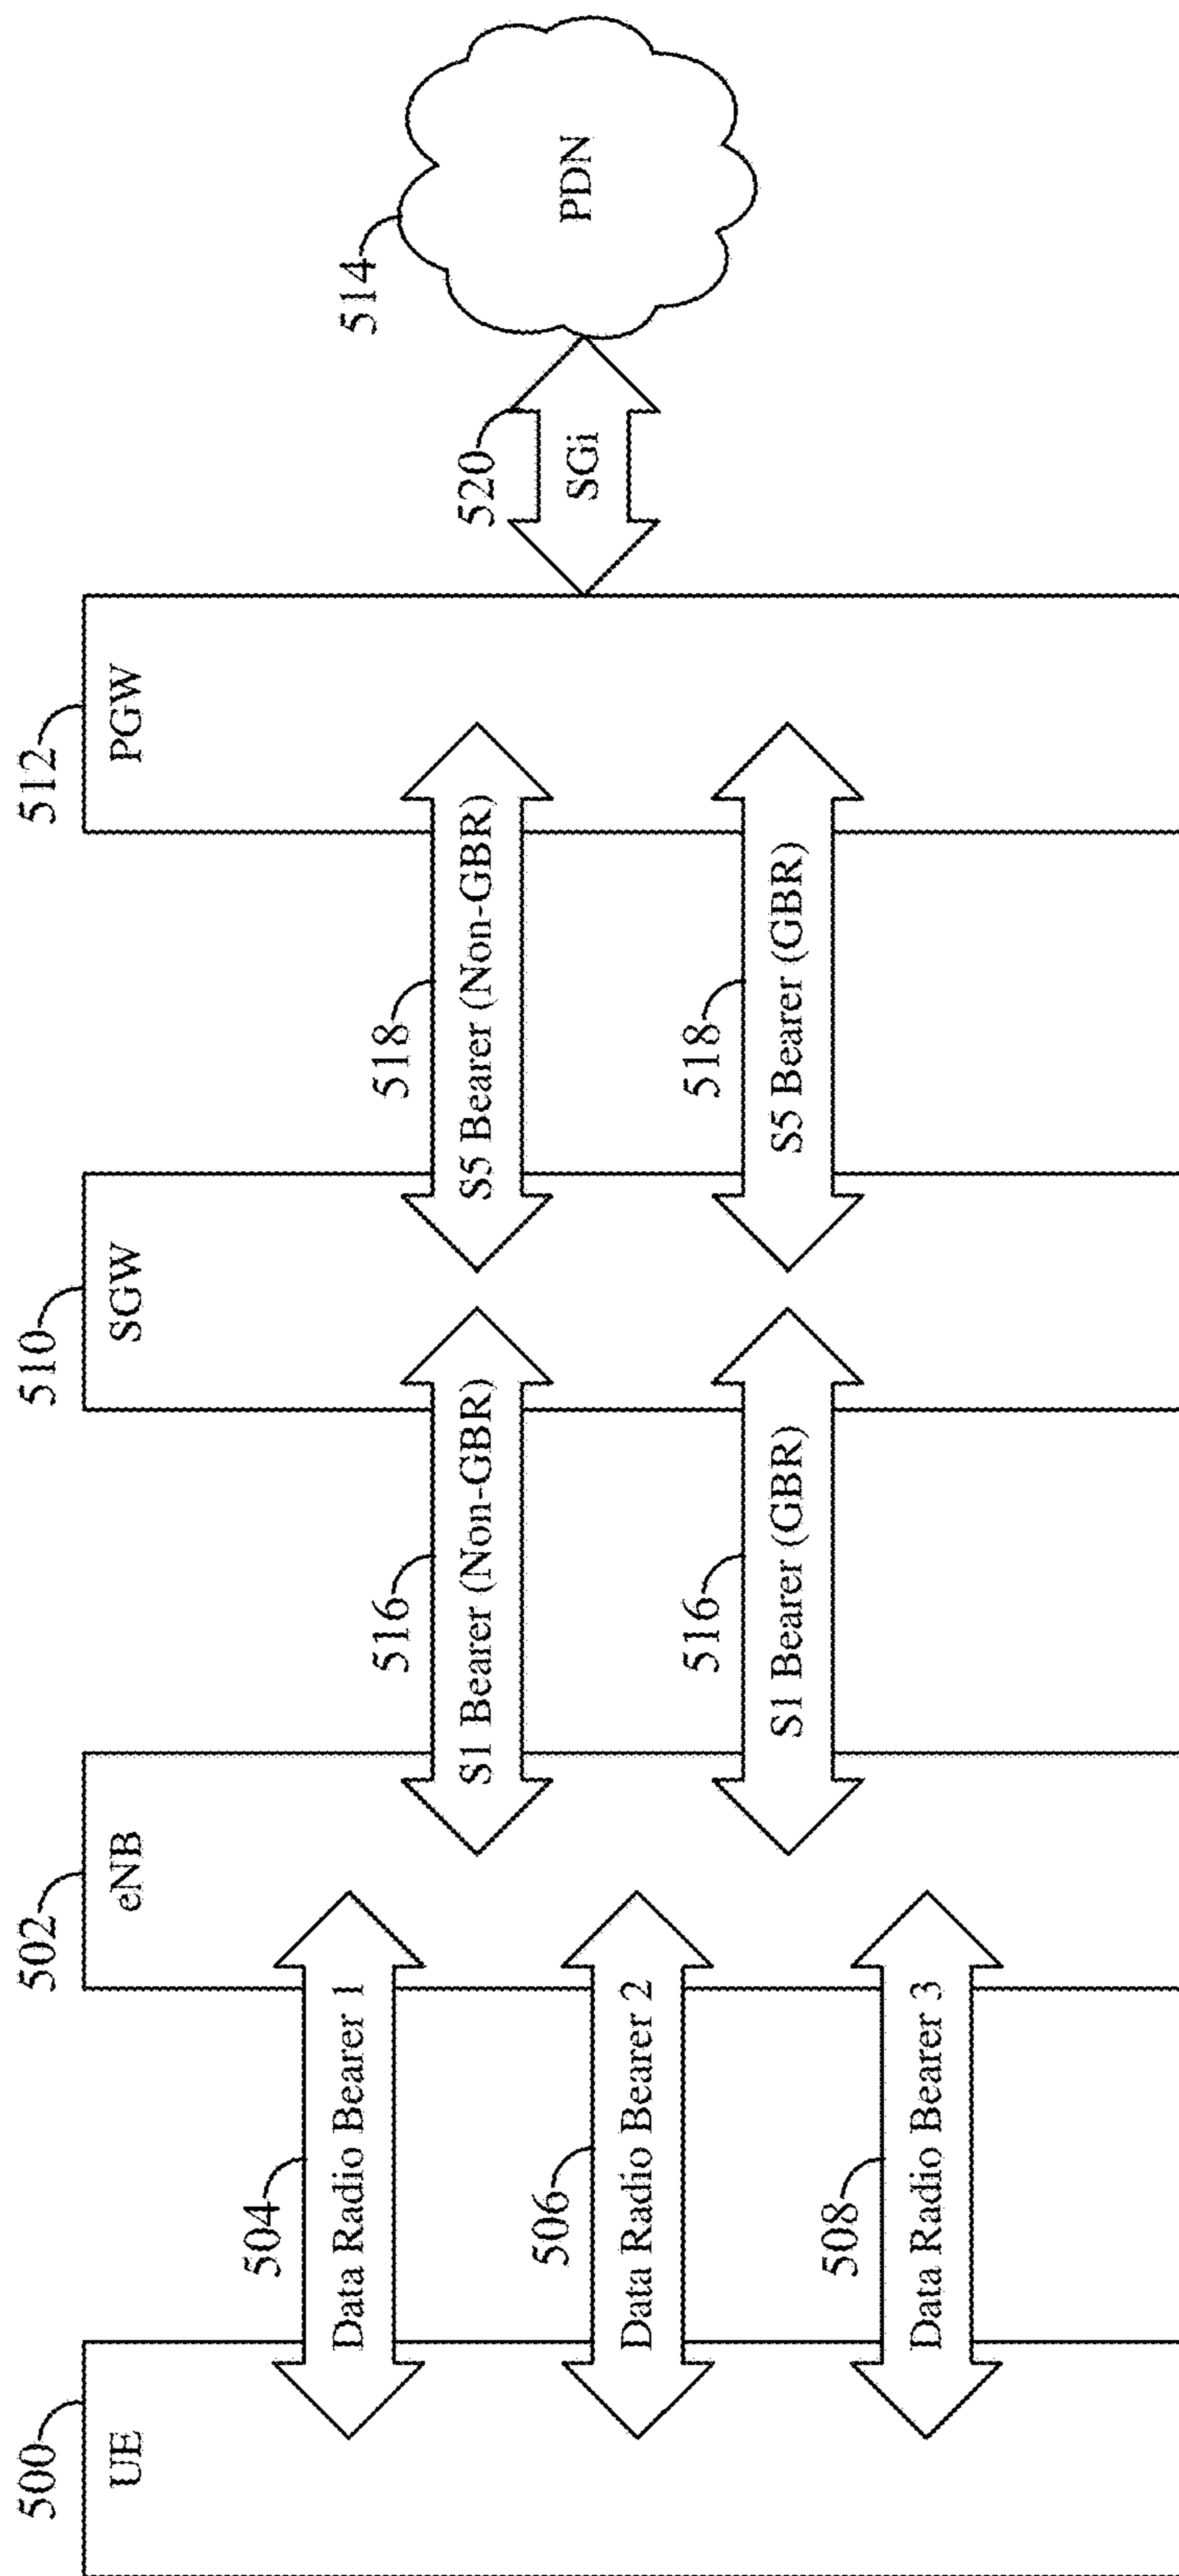 500
UE
502
eNB
510
SGW
512
PGW
514
PDN
504
Data Radio Bearer 1
506
Data Radio Bearer 2
508
Data Radio Bearer 3
516
S1 Bearer (Non-GBR)
516
S1 Bearer (GBR)
518
S5 Bearer (Non-GBR)
518
S5 Bearer (GBR)
520
SGi